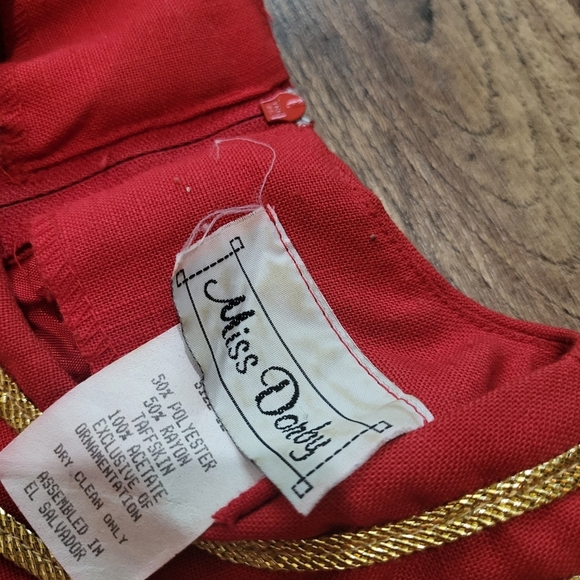 Miss Dorby
SIZE
50% POLYESTER
50% RAYON
TAFFSKIN
100% ACETATE
EXCLUSIVE OF
ORNAMENTATION
DRY CLEAN ONLY
ASSEMBLED IN
EL SALVADOR